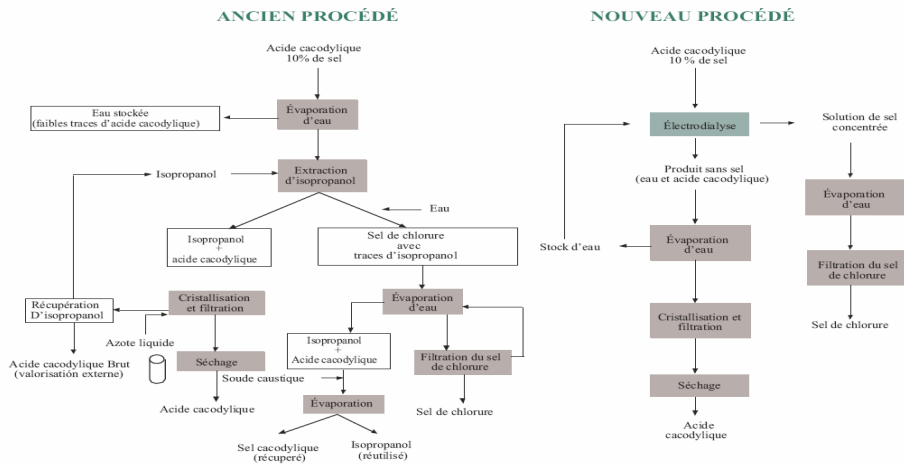 ANCIEN PROCÉDÉ
Acide cacodylique
10% de sel
Évaporation
d'eau
Eau stockée
(faibles traces d'acide cacodylique)
Extraction
d'isopropanol
Isopropanol
Eau
Isopropanol
+
acide cacodylique
Sel de chlorure
avec
traces d'isopropanol
Récupération
D'isopropanol
Cristallisation
et filtration
Évaporation
d'eau
Azote liquide
Acide cacodylique Brut
(valorisation externe)
Séchage
Isopropanol
+
Acide cacodylique
Filtration du sel
de chlorure
Soude caustique
Acide cacodylique
Évaporation
Sel de chlorure
Sel cacodylique
(récuperé)
Isopropanol
(réutilisé)
NOUVEAU PROCÉDÉ
Acide cacodylique
10 % de sel
Électrodialyse
Solution de sel
concentrée
Produit sans sel
(eau et acide cacodylique)
Évaporation
d'eau
Stock d'eau
Évaporation
d'eau
Filtration du sel
de chlorure
Cristallisation et
filtration
Sel de chlorure
Séchage
Acide
cacodylique